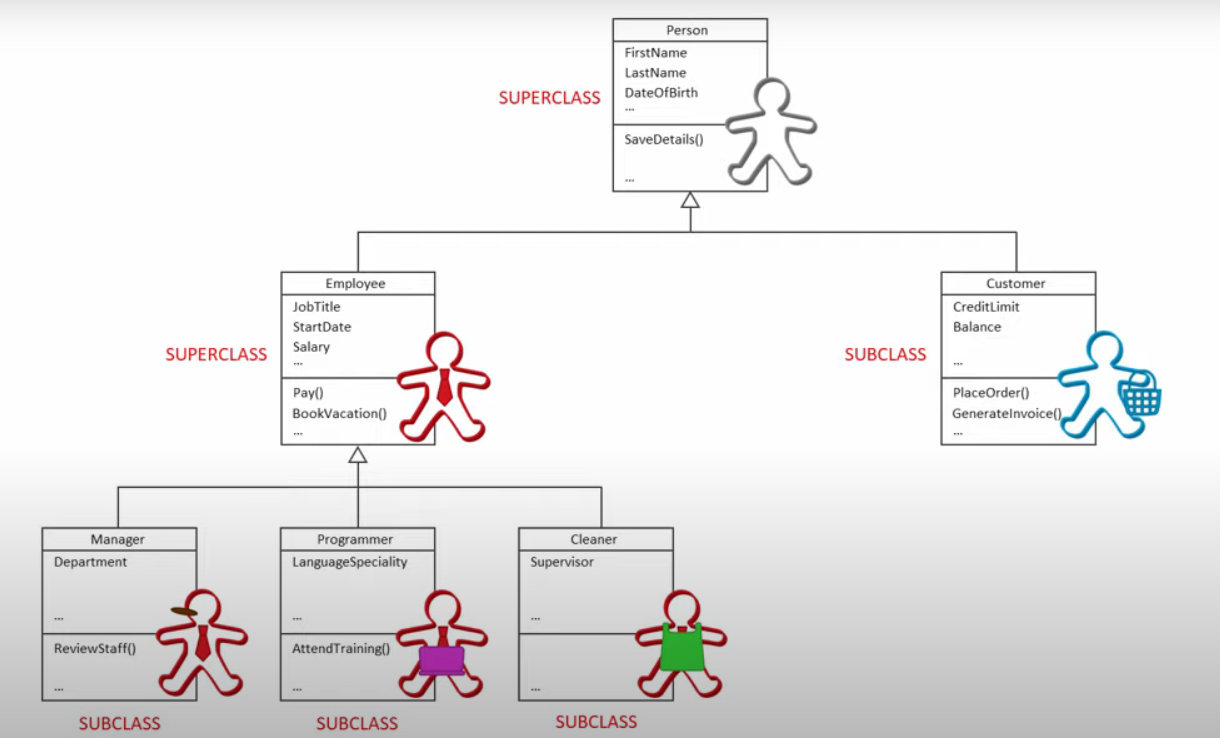 Person
FirstName
LastName
DateOfBirth
...
SUPERCLASS
SaveDetails()
...
Employee
JobTitle
StartDate
Salary
...
SUPERCLASS
Pay()
BookVacation()
...
Customer
CreditLimit
Balance
...
SUBCLASS
PlaceOrder()
GenerateInvoice()
...
Manager
Department
...
ReviewStaff()
...
SUBCLASS
Programmer
LanguageSpeciality
...
AttendTraining()
...
SUBCLASS
Cleaner
Supervisor
...
...
SUBCLASS